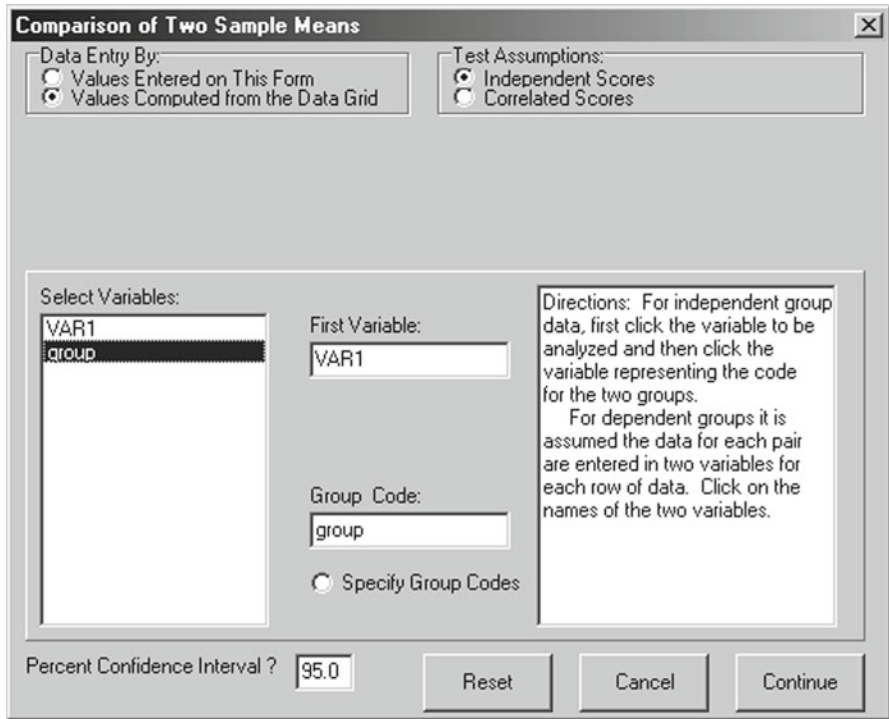 Comparison of Two Sample Means
Data Entry By:
Values Entered on This Form
Values Computed from the Data Grid
Test Assumptions:
Independent Scores
Correlated Scores
Select Variables:
VAR1
group
First Variable:
VAR1
Group Code:
group
Specify Group Codes
Directions: For independent group
data, first click the variable to be
analyzed and then click the
variable representing the code
for the two groups.
For dependent groups it is
assumed the data for each pair
are entered in two variables for
each row of data. Click on the
names of the two variables.
Percent Confidence Interval ?
95.0
Reset
Cancel
Continue